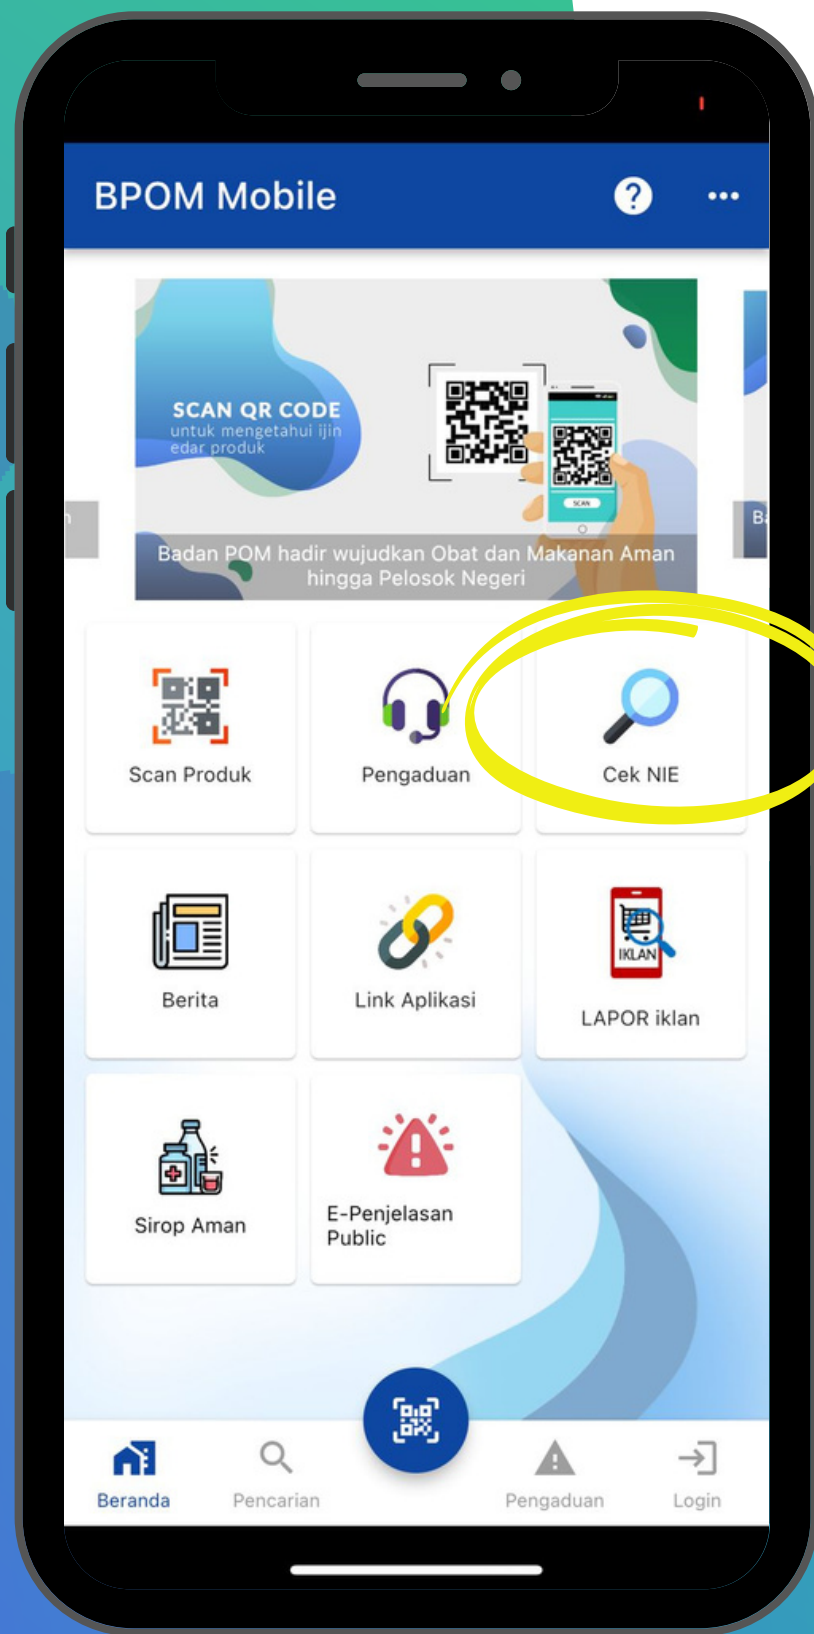 BPOM Mobile
SCAN QR CODE
untuk mengetahui ijin
edar produk
SCAN
Badan POM hadir wujudkan Obat dan Makanan Aman
hingga Pelosok Negeri
Scan Produk
Pengaduan
Cek NIE
Berita
Link Aplikasi
IKLAN
LAPOR iklan
Sirop Aman
E-Penjelasan
Public
Beranda
Pencarian
Pengaduan
Login